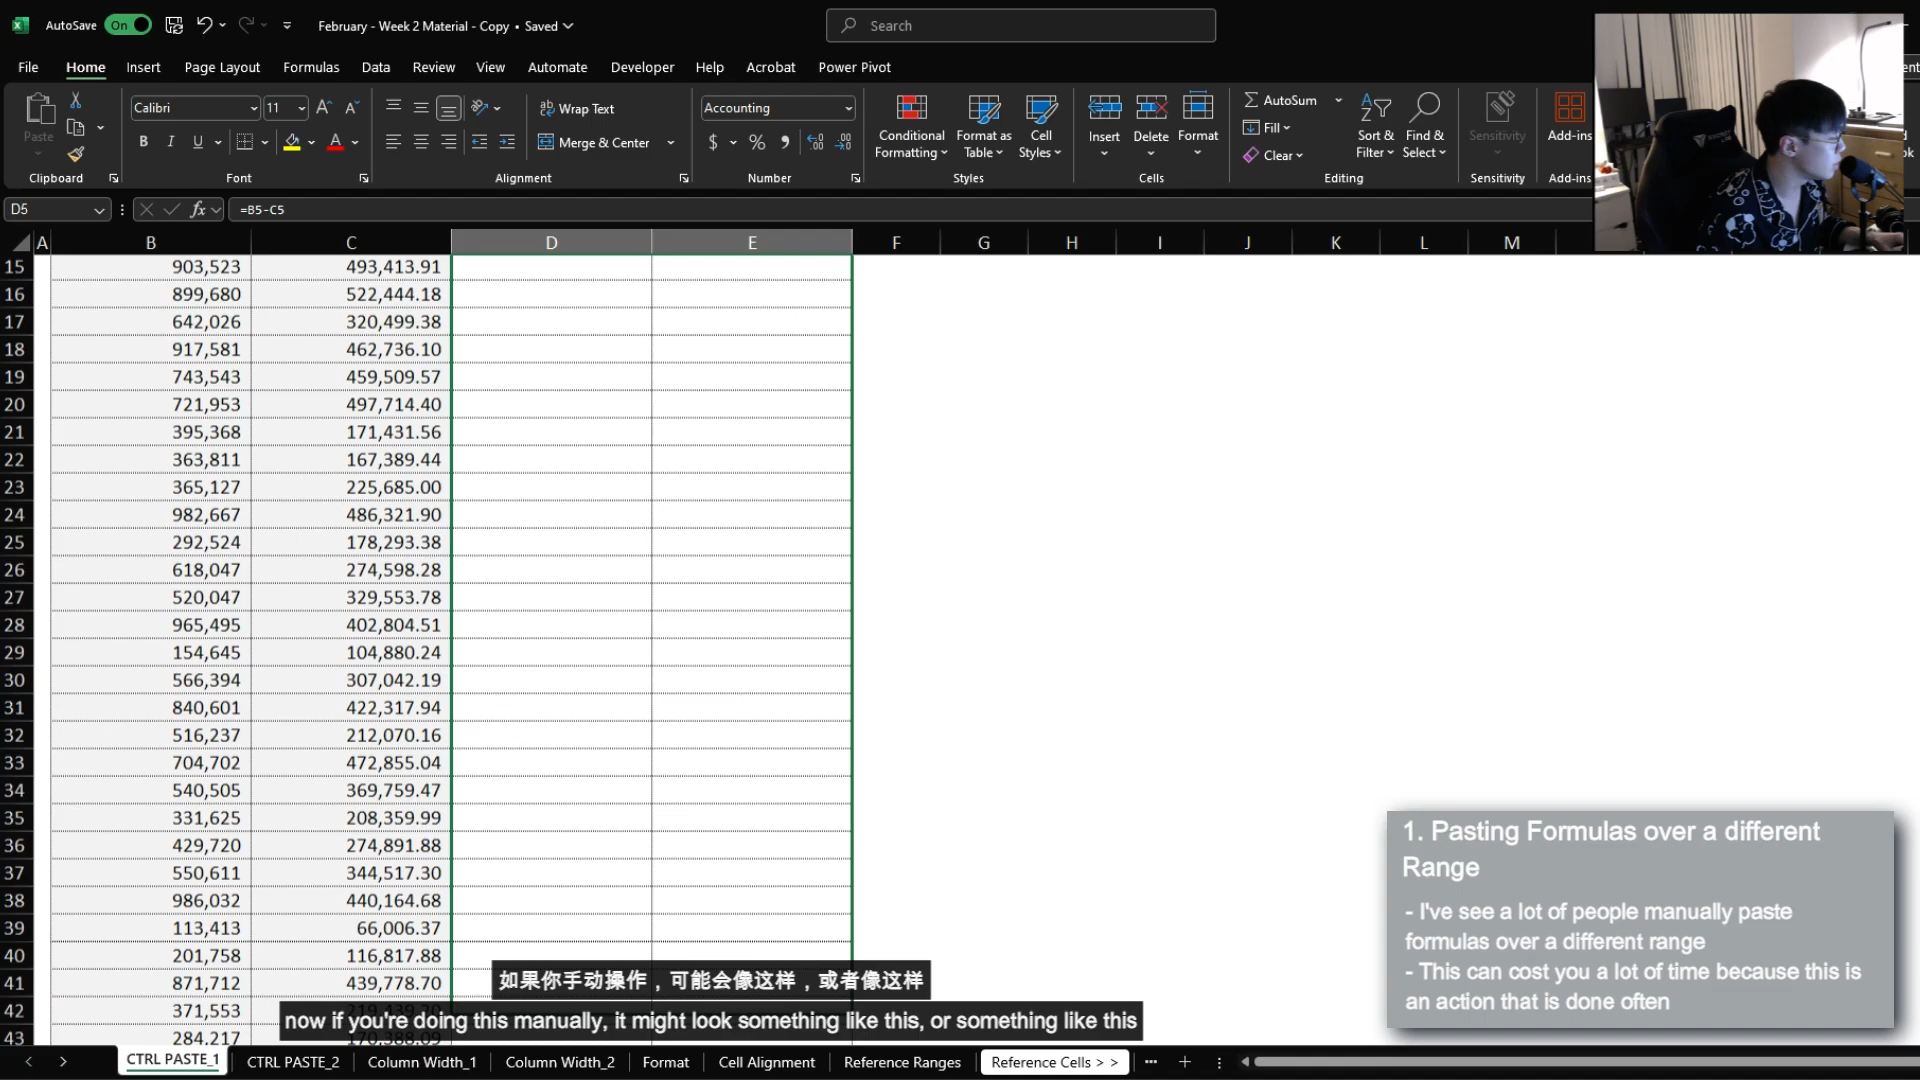 AutoSave On February - Week 2 Material - Copy • Saved Search
File Home Insert Page Layout Formulas Data Review View Automate Developer Help Acrobat Power Pivot
Paste Calibri 11 Wrap Text Merge & Center Accounting
Conditional Formatting Format as Table Cell Styles Insert Delete Format AutoSum Fill Clear Sort & Filter Find & Select Sensitivity Add-ins
Clipboard Font Alignment Number Styles Cells Editing Sensitivity Add-ins
D5 fx =B5-C5
A B C D E F G H I J K L M
15 903,523 493,413.91
16 899,680 522,444.18
17 642,026 320,499.38
18 917,581 462,736.10
19 743,543 459,509.57
20 721,953 497,714.40
21 395,368 171,431.56
22 363,811 167,389.44
23 365,127 225,685.00
24 982,667 486,321.90
25 292,524 178,293.38
26 618,047 274,598.28
27 520,047 329,553.78
28 965,495 402,804.51
29 154,645 104,880.24
30 566,394 307,042.19
31 840,601 422,317.94
32 516,237 212,070.16
33 704,702 472,855.04
34 540,505 369,759.47
35 331,625 208,359.99
36 429,720 274,891.88
37 550,611 344,517.30
38 986,032 440,164.68
39 113,413 66,006.37
40 201,758 116,817.88
41 871,712 439,778.70
42 371,553
43 284,217
1. Pasting Formulas over a different
Range
- I've see a lot of people manually paste
formulas over a different range
- This can cost you a lot of time because this is
an action that is done often
如果你手动操作，可能会像这样，或者像这样
now if you're doing this manually, it might look something like this, or something like this
CTRL PASTE_1 CTRL PASTE_2 Column Width_1 Column Width_2 Format Cell Alignment Reference Ranges Reference Cells > >